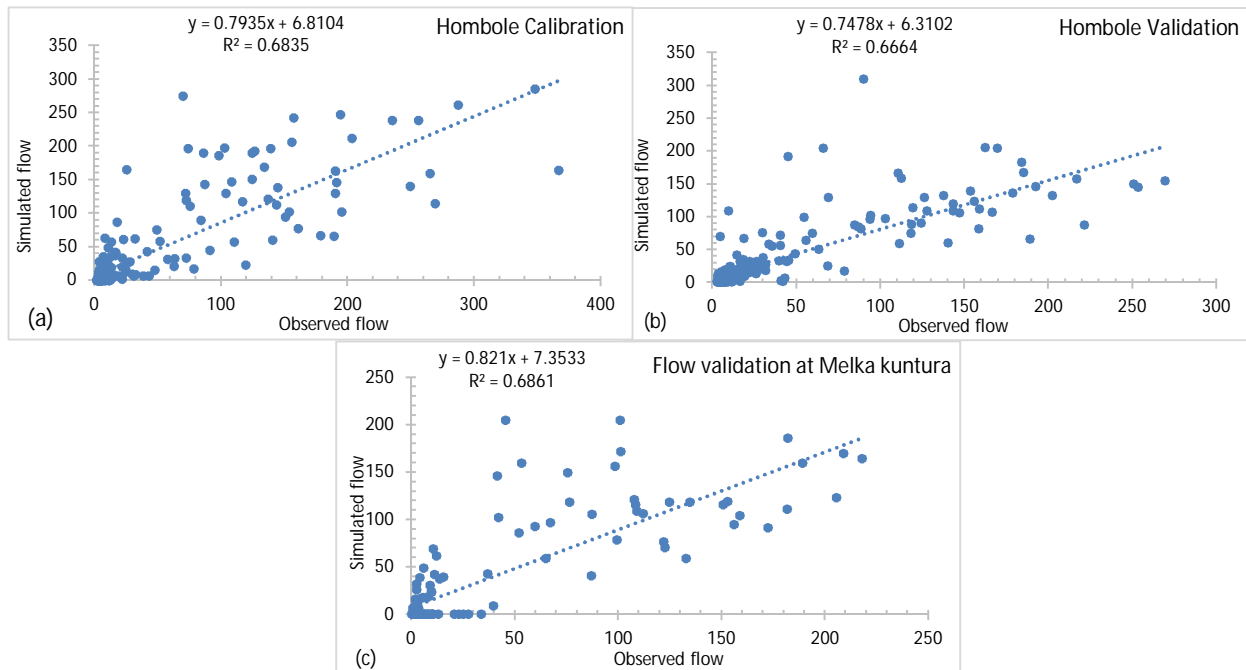 y = 0.7935x + 6.8104
R² = 0.6835
Hombole Calibration
350
300
250
200
150
100
50
0
Simulated flow
0
100
200
300
400
Observed flow
(a)
y = 0.7478x + 6.3102
R² = 0.6664
Hombole Validation
350
300
250
200
150
100
50
0
Simulated flow
0
50
100
150
200
250
300
Observed flow
(b)
y = 0.821x + 7.3533
R² = 0.6861
Flow validation at Melka kuntura
250
200
150
100
50
0
Simulated flow
0
50
100
150
200
250
Observed flow
(c)